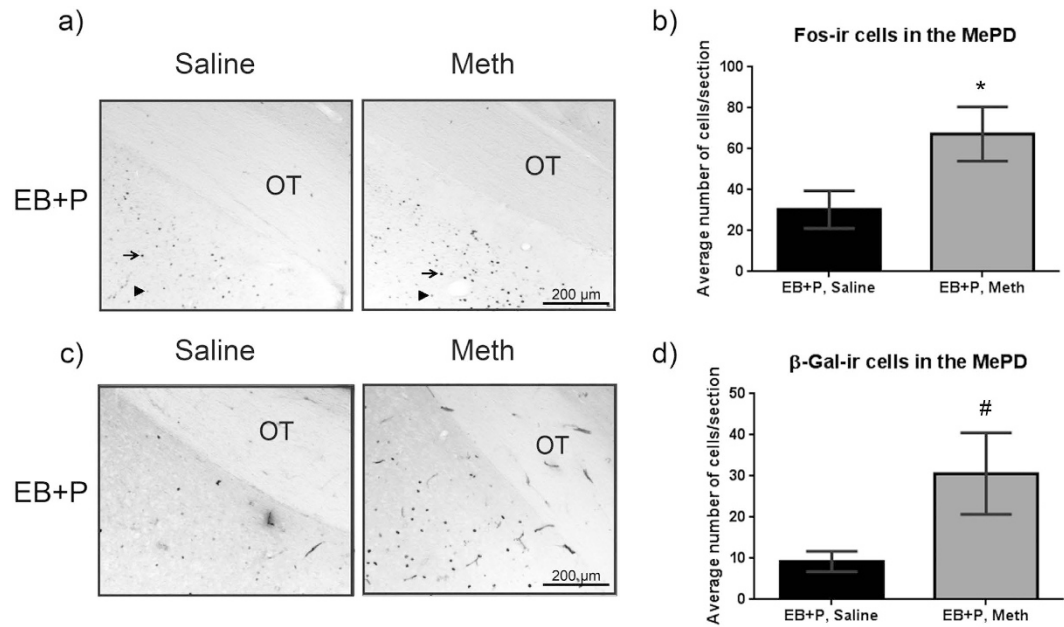 a)
Saline
Meth
EB+P
OT
OT
200 µm
b)
Fos-ir cells in the MePD
Average number of cells/section
100
80
60
40
20
0
*
EB+P, Saline
EB+P, Meth
c)
Saline
Meth
EB+P
OT
OT
200 µm
d)
β-Gal-ir cells in the MePD
Average number of cells/section
50
40
30
20
10
0
#
EB+P, Saline
EB+P, Meth